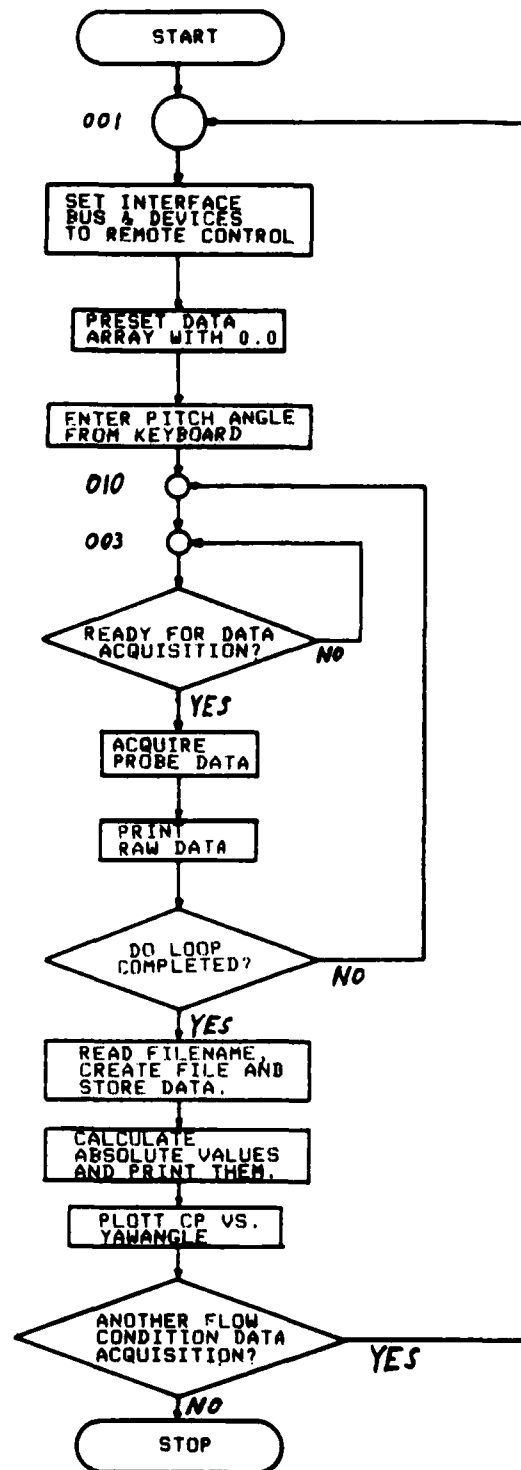 START
001
SET INTERFACE
BUS & DEVICES
TO REMOTE CONTROL
PRESET DATA
ARRAY WITH 0.0
ENTER PITCH ANGLE
FROM KEYBOARD
010
003
READY FOR DATA
ACQUISITION?
NO
YES
ACQUIRE
PROBE DATA
PRINT
RAW DATA
DO LOOP
COMPLETED?
NO
YES
READ FILENAME,
CREATE FILE AND
STORE DATA.
CALCULATE
ABSOLUTE VALUES
AND PRINT THEM.
PLOTT CP VS.
YAWANGLE
ANOTHER FLOW
CONDITION DATA
ACQUISITION?
YES
NO
STOP